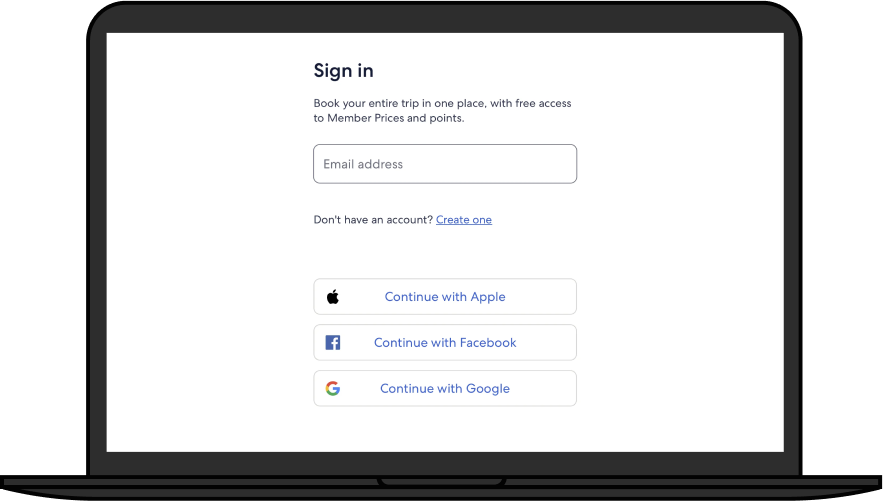 Sign in
Book your entire trip in one place, with free access
to Member Prices and points.
Email address
Don't have an account? Create one
Continue with Apple
Continue with Facebook
Continue with Google